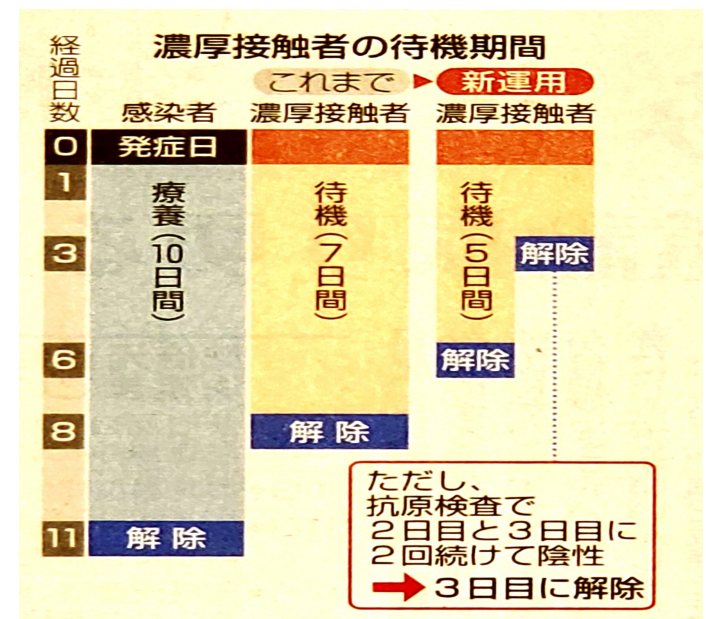 濃厚接触者の待機期間
経過日数
これまで
新運用
感染者
濃厚接触者
濃厚接触者
0
発症日
1
療養(10日間)
待機(7日間)
待機(5日間)
3
解除
6
解除
8
解除
11
解除
ただし、
抗原検査で
2日目と3日目に
2回続けて陰性
3日目に解除